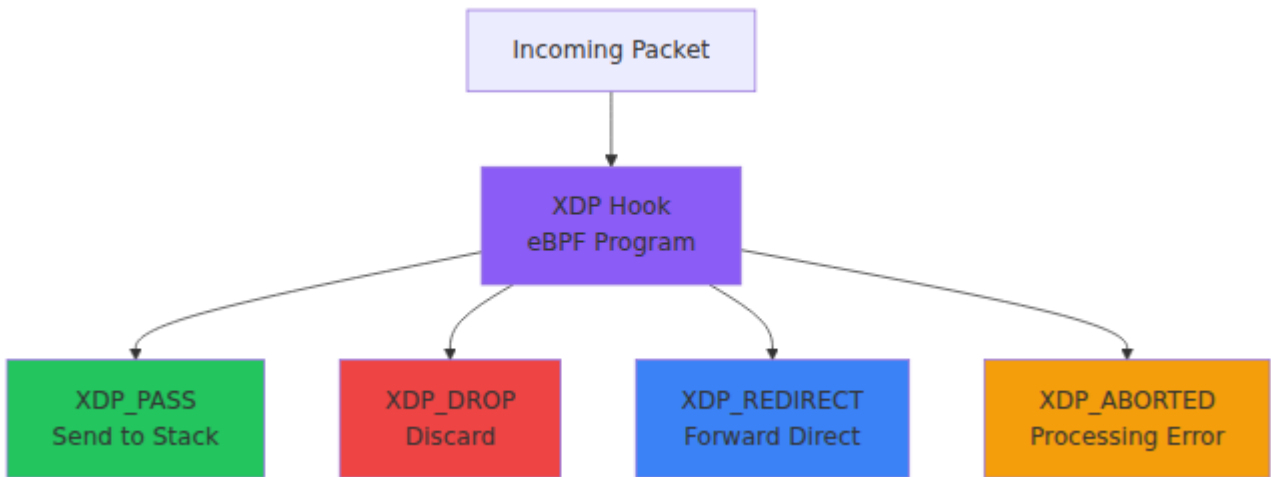 Incoming Packet
XDP Hook
eBPF Program
XDP_PASS
Send to Stack
XDP_DROP
Discard
XDP_REDIRECT
Forward Direct
XDP_ABORTED
Processing Error